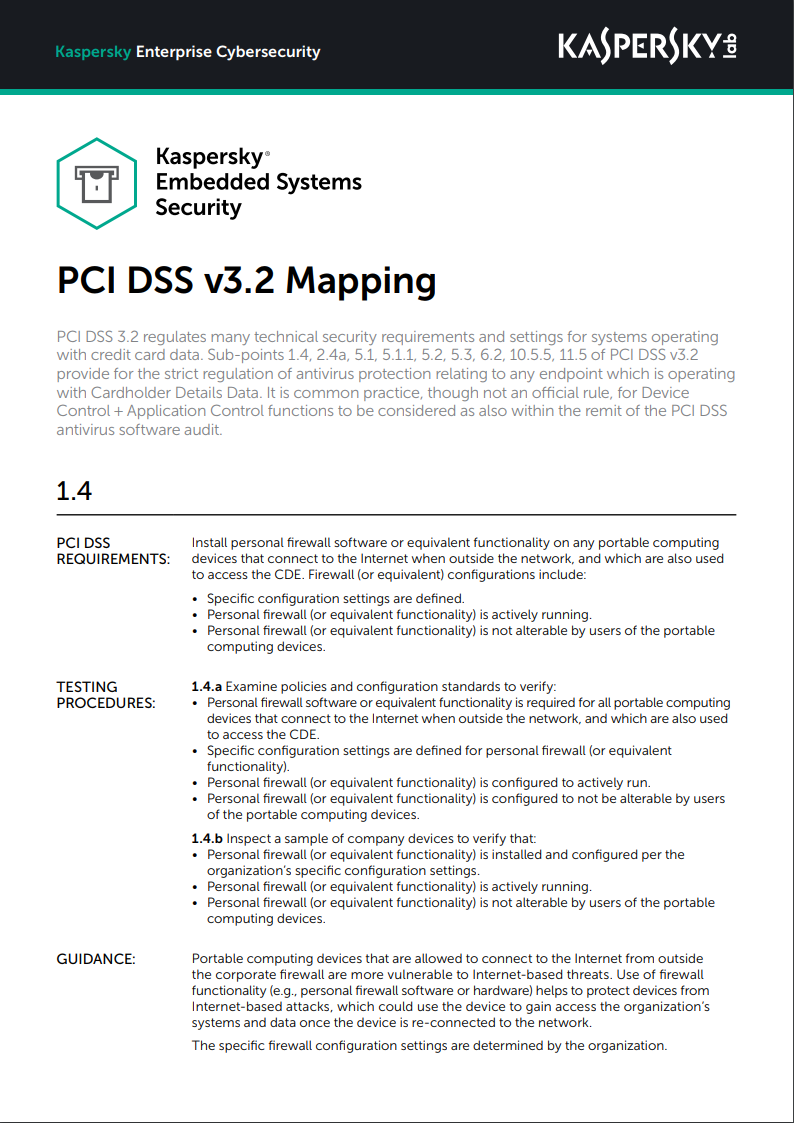 Kaspersky Enterprise Cybersecurity
KASPERSKY lab
Kaspersky®
Embedded Systems
Security
PCI DSS v3.2 Mapping
PCI DSS 3.2 regulates many technical security requirements and settings for systems operating
with credit card data. Sub-points 1.4, 2.4a, 5.1, 5.1.1, 5.2, 5.3, 6.2, 10.5.5, 11.5 of PCI DSS v3.2
provide for the strict regulation of antivirus protection relating to any endpoint which is operating
with Cardholder Details Data. It is common practice, though not an official rule, for Device
Control + Application Control functions to be considered as also within the remit of the PCI DSS
antivirus software audit.
1.4
PCI DSS
REQUIREMENTS:
Install personal firewall software or equivalent functionality on any portable computing
devices that connect to the Internet when outside the network, and which are also used
to access the CDE. Firewall (or equivalent) configurations include:
• Specific configuration settings are defined.
• Personal firewall (or equivalent functionality) is actively running.
• Personal firewall (or equivalent functionality) is not alterable by users of the portable
computing devices.
TESTING
PROCEDURES:
1.4.a Examine policies and configuration standards to verify:
• Personal firewall software or equivalent functionality is required for all portable computing
devices that connect to the Internet when outside the network, and which are also used
to access the CDE.
• Specific configuration settings are defined for personal firewall (or equivalent
functionality).
• Personal firewall (or equivalent functionality) is configured to actively run.
• Personal firewall (or equivalent functionality) is configured to not be alterable by users
of the portable computing devices.
1.4.b Inspect a sample of company devices to verify that:
• Personal firewall (or equivalent functionality) is installed and configured per the
organization's specific configuration settings.
• Personal firewall (or equivalent functionality) is actively running.
• Personal firewall (or equivalent functionality) is not alterable by users of the portable
computing devices.
GUIDANCE:
Portable computing devices that are allowed to connect to the Internet from outside
the corporate firewall are more vulnerable to Internet-based threats. Use of firewall
functionality (e.g., personal firewall software or hardware) helps to protect devices from
Internet-based attacks, which could use the device to gain access the organization's
systems and data once the device is re-connected to the network.
The specific firewall configuration settings are determined by the organization.